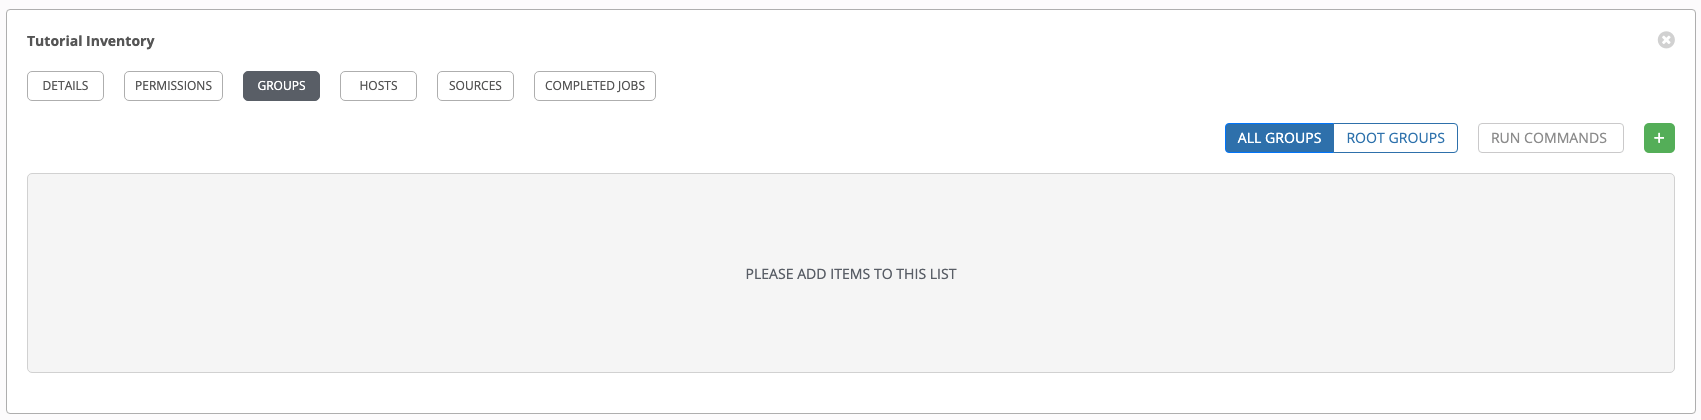 Tutorial Inventory
DETAILS PERMISSIONS GROUPS HOSTS SOURCES COMPLETED JOBS
ALL GROUPS ROOT GROUPS RUN COMMANDS +
PLEASE ADD ITEMS TO THIS LIST